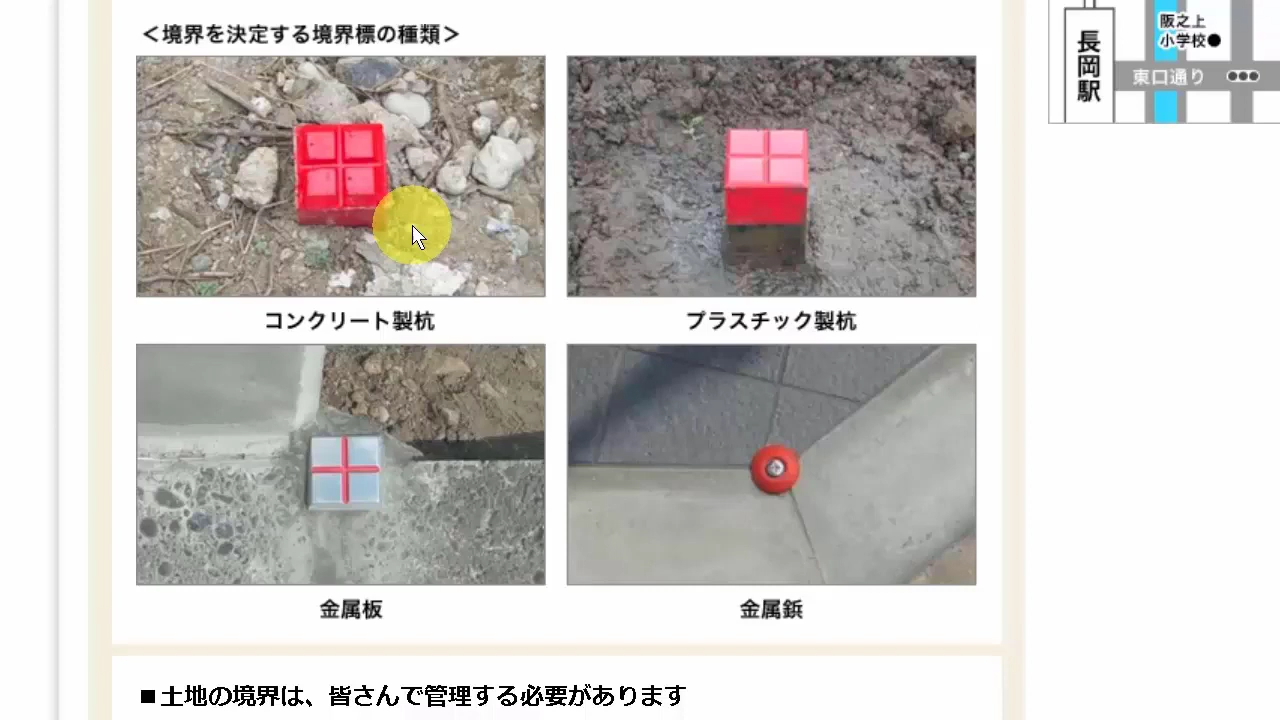 ＜境界を決定する境界標の種類＞
コンクリート製杭
プラスチック製杭
金属板
金属鋲
■土地の境界は、皆さんで管理する必要があります
長岡駅
阪之上
小学校●
東口通り